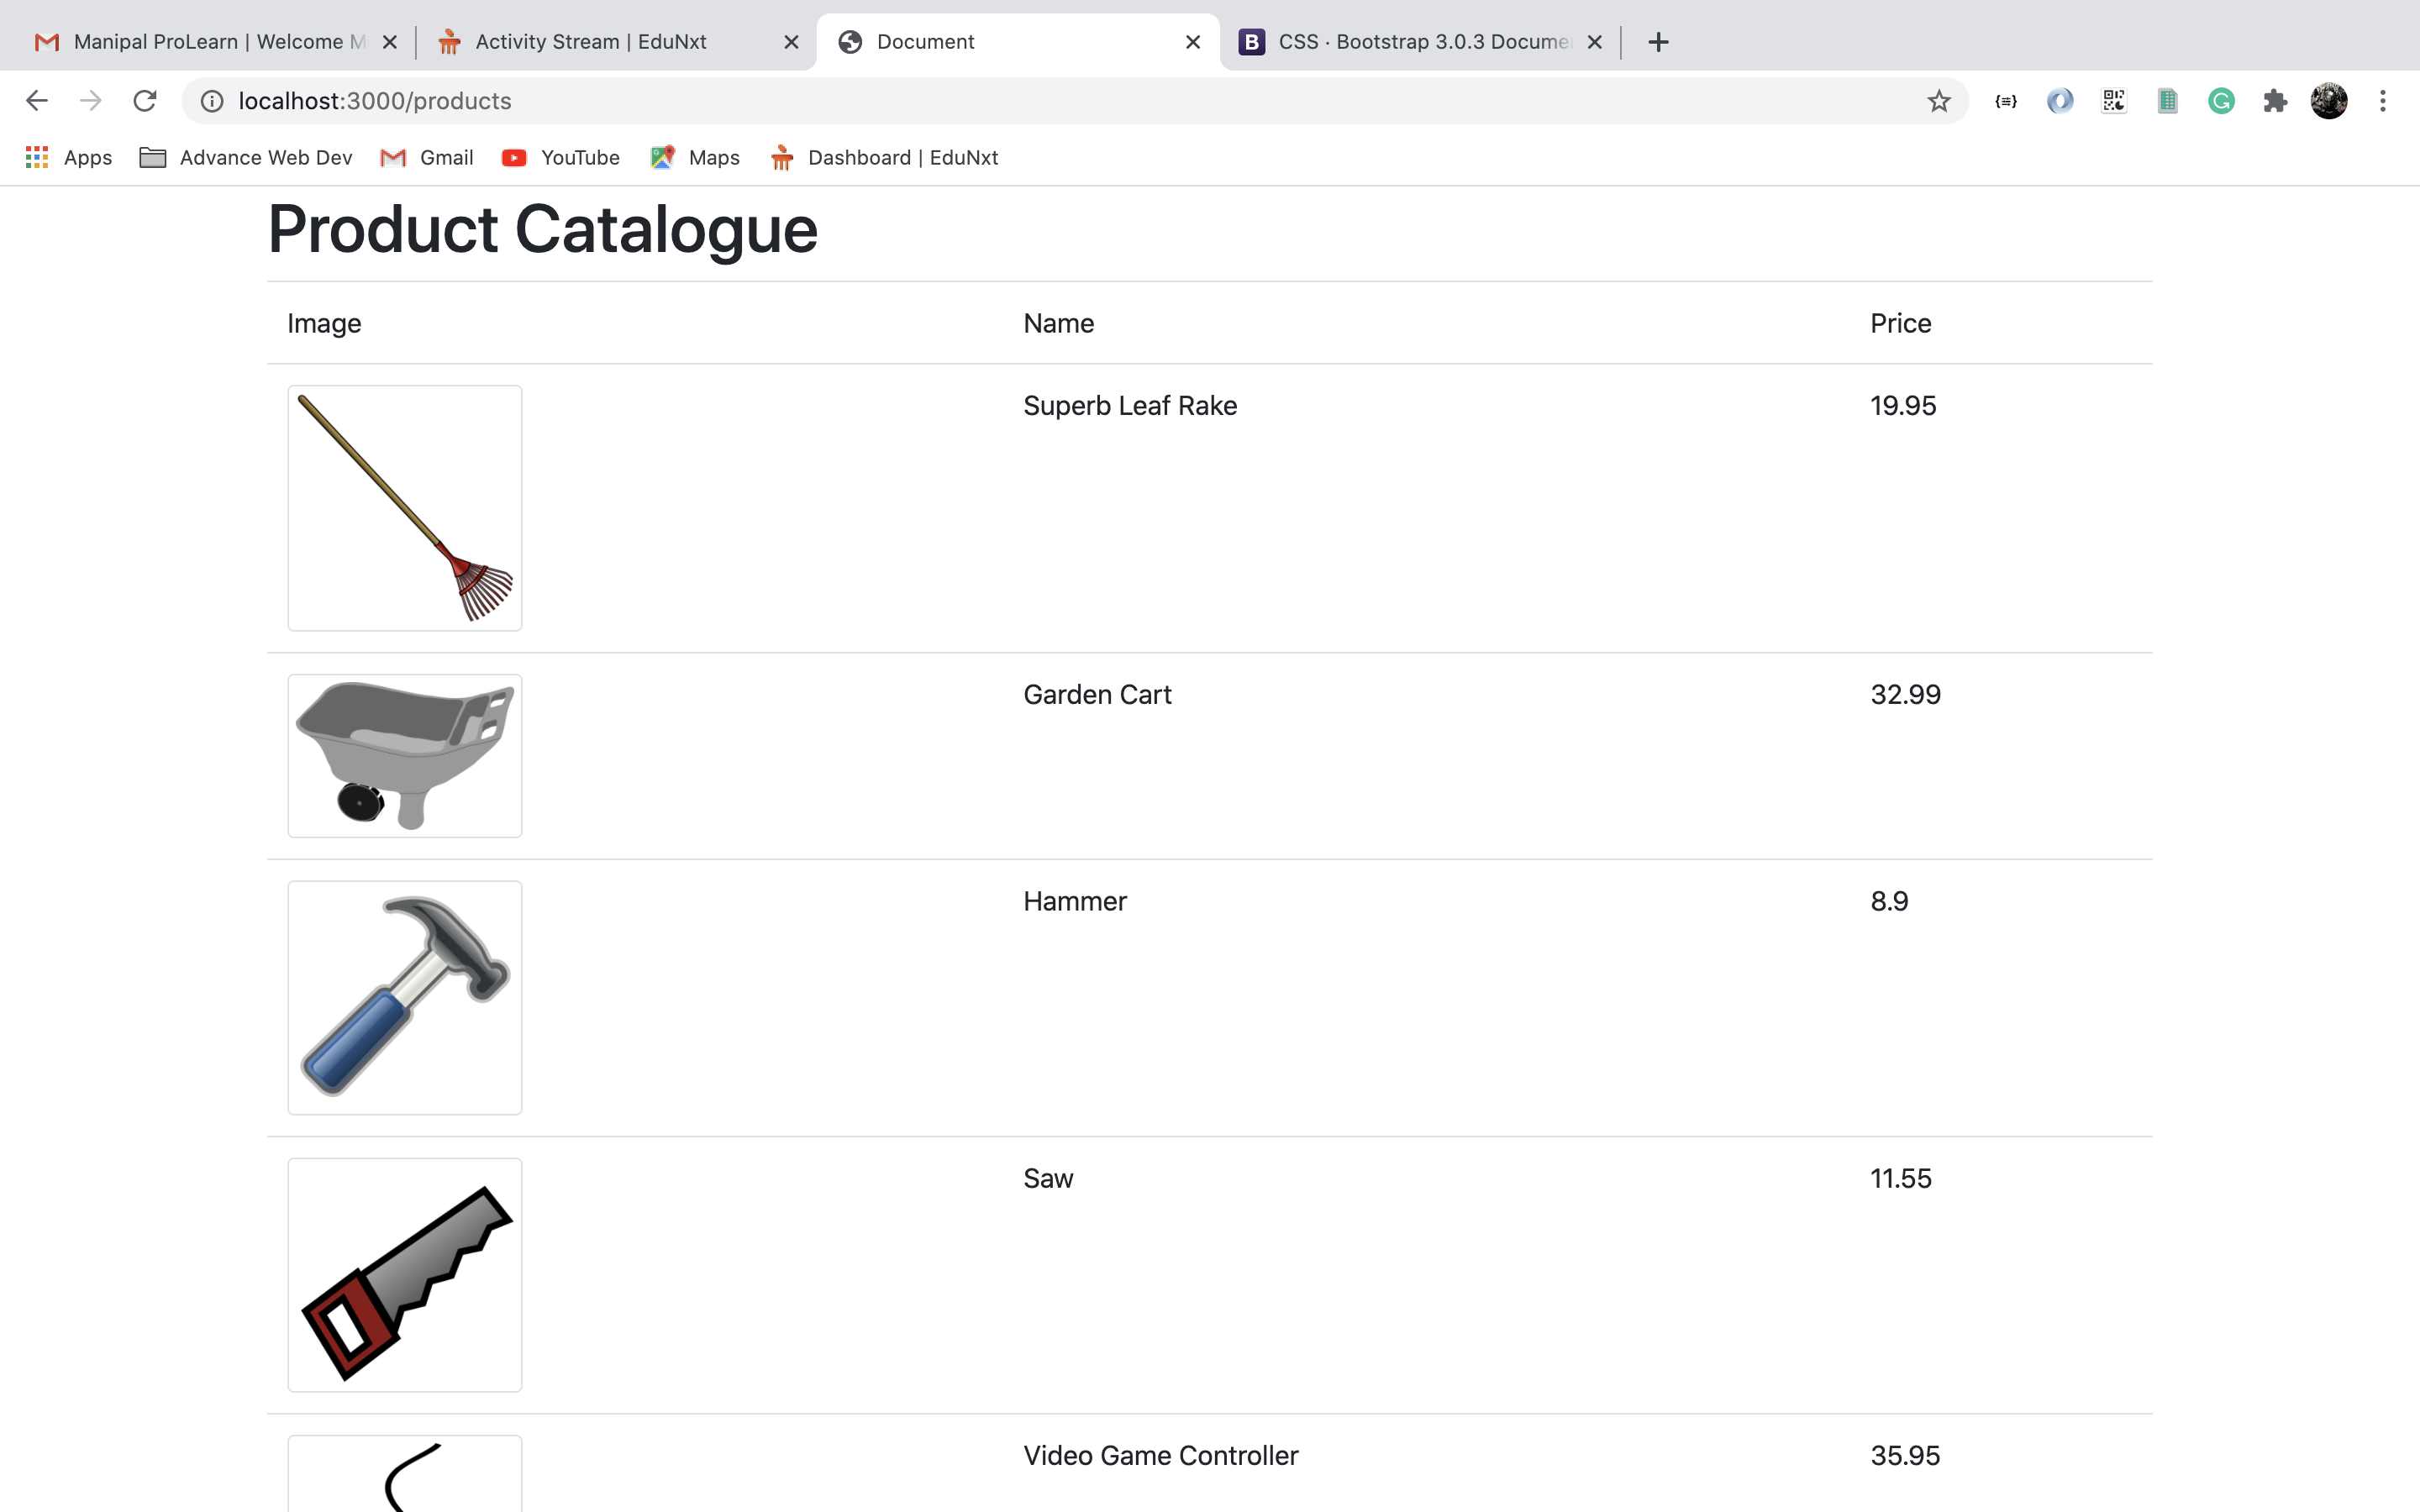 Manipal ProLearn | Welcome M
Activity Stream | EduNxt
Document
B CSS · Bootstrap 3.0.3 Docume
localhost:3000/products
Apps
Advance Web Dev
Gmail
YouTube
Maps
Dashboard | EduNxt
Product Catalogue
Image Name Price
Superb Leaf Rake 19.95
Garden Cart 32.99
Hammer 8.9
Saw 11.55
Video Game Controller 35.95